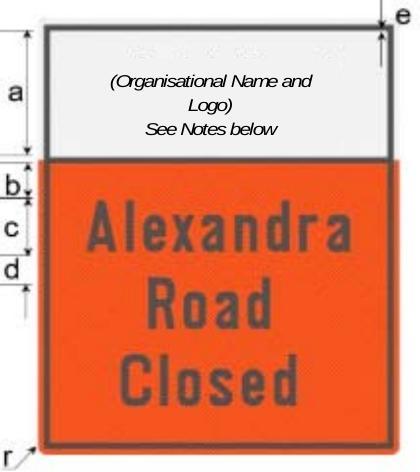 e
a
(Organisational Name and
Logo)
See Notes below
b
c
d
Alexandra
Road
Closed
r